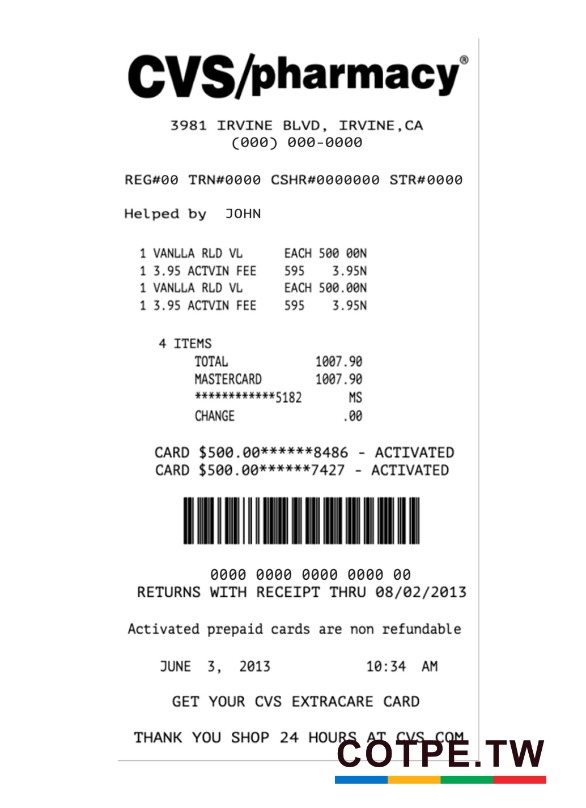 CVS/pharmacy®
3981 IRVINE BLVD, IRVINE,CA
(000) 000-0000
REG#00 TRN#0000 CSHR#0000000 STR#0000
Helped by JOHN
1 VANLLA RLD VL EACH 500 00N
1 3.95 ACTVIN FEE 595 3.95N
1 VANLLA RLD VL EACH 500.00N
1 3.95 ACTVIN FEE 595 3.95N
4 ITEMS
TOTAL 1007.90
MASTERCARD 1007.90
************5182 MS
CHANGE .00
CARD $500.00******8486 - ACTIVATED
CARD $500.00******7427 - ACTIVATED
0000 0000 0000 0000 00
RETURNS WITH RECEIPT THRU 08/02/2013
Activated prepaid cards are non refundable
JUNE 3, 2013 10:34 AM
GET YOUR CVS EXTRACARE CARD
THANK YOU SHOP 24 HOURS AT CVS.COM
COTPE.TW